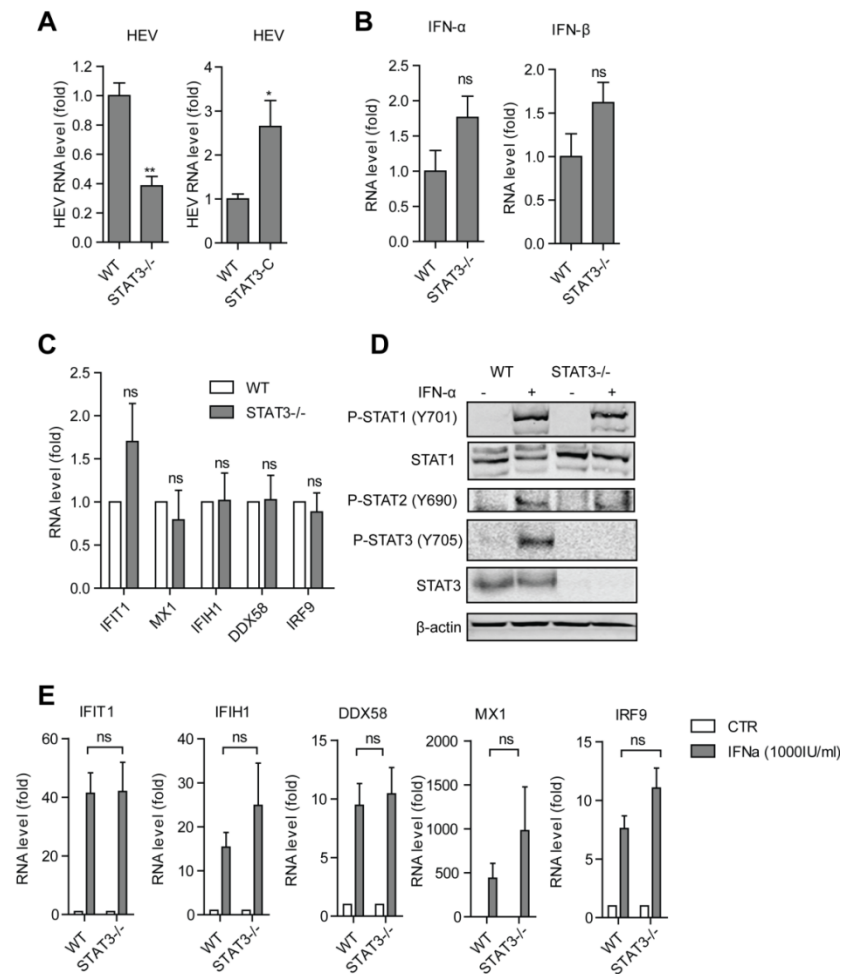 A
HEV
HEV
HEV RNA level (fold)
1.2
1.0
0.8
0.6
0.4
0.2
0.0
**
WT
STAT3-/-
HEV RNA level (fold)
4
3
2
1
0
*
WT
STAT3-C
B
IFN-α
IFN-β
RNA level (fold)
2.5
2.0
1.5
1.0
0.5
0.0
ns
WT
STAT3-/-
RNA level (fold)
2.0
1.5
1.0
0.5
0.0
ns
WT
STAT3-/-
C
RNA level (fold)
2.5
2.0
1.5
1.0
0.5
0.0
ns
ns
ns
ns
ns
WT
STAT3-/-
IFIT1
MX1
IFIH1
DDX58
IRF9
D
WT STAT3-/-
IFN-α - + - +
P-STAT1 (Y701)
STAT1
P-STAT2 (Y690)
P-STAT3 (Y705)
STAT3
β-actin
E
IFIT1
RNA level (fold)
60
40
20
0
ns
WT
STAT3-/-
IFIH1
RNA level (fold)
40
30
20
10
0
ns
WT
STAT3-/-
DDX58
RNA level (fold)
15
10
5
0
ns
WT
STAT3-/-
MX1
RNA level (fold)
2000
1500
1000
500
0
ns
WT
STAT3-/-
IRF9
RNA level (fold)
15
10
5
0
ns
WT
STAT3-/-
CTR
IFNa (1000IU/ml)